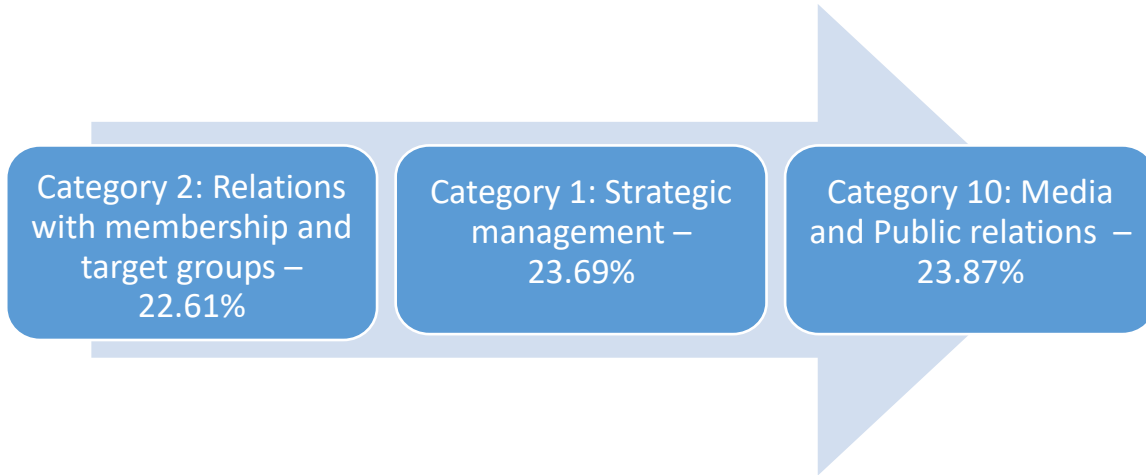 Category 2: Relations
with membership and
target groups –
22.61%
Category 1: Strategic
management –
23.69%
Category 10: Media
and Public relations –
23.87%